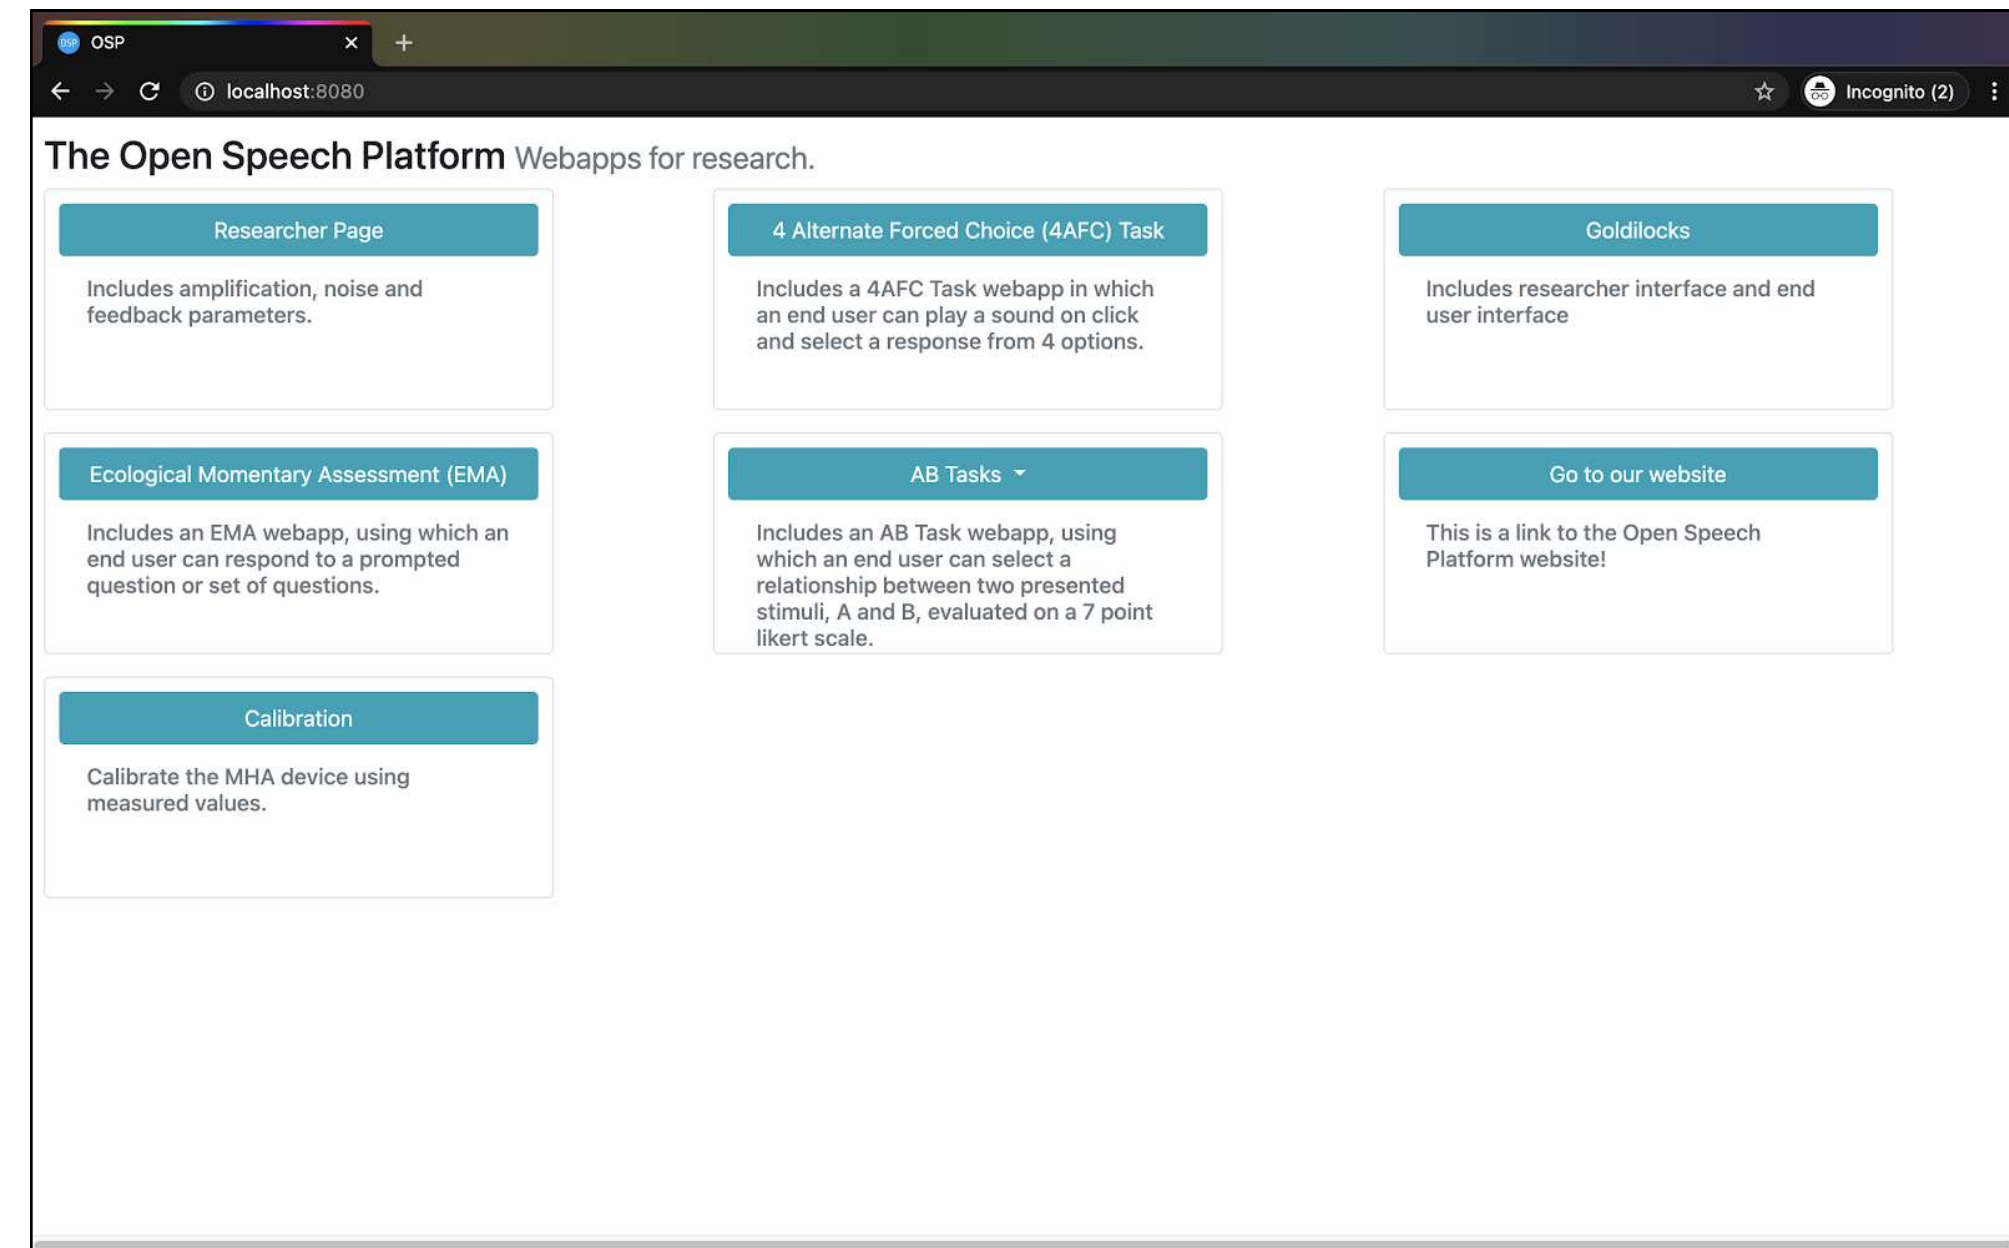 OSP OSP
localhost:8080 Incognito (2)
The Open Speech Platform Webapps for research.
Researcher Page
Includes amplification, noise and
feedback parameters.
4 Alternate Forced Choice (4AFC) Task
Includes a 4AFC Task webapp in which
an end user can play a sound on click
and select a response from 4 options.
Goldilocks
Includes researcher interface and end
user interface
Ecological Momentary Assessment (EMA)
Includes an EMA webapp, using which an
end user can respond to a prompted
question or set of questions.
AB Tasks
Includes an AB Task webapp, using
which an end user can select a
relationship between two presented
stimuli, A and B, evaluated on a 7 point
likert scale.
Go to our website
This is a link to the Open Speech
Platform website!
Calibration
Calibrate the MHA device using
measured values.